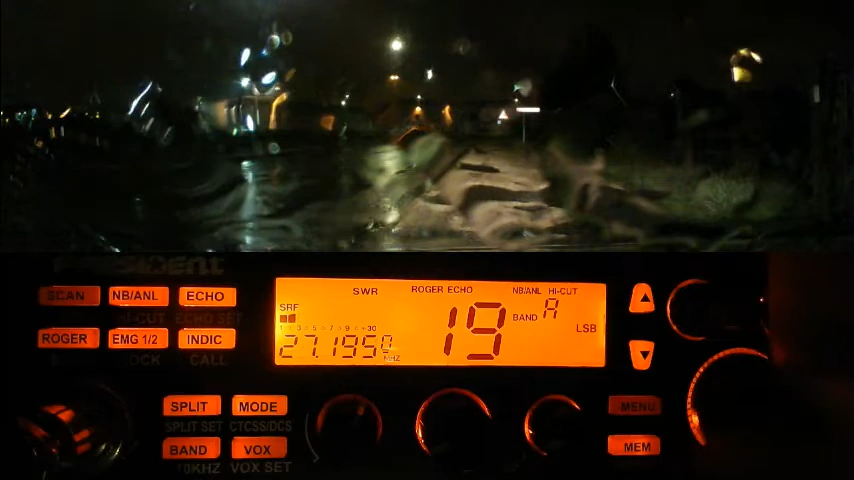 PRESIDENT
SCAN NB/ANL ECHO
HI-CUT ECHO SET
ROGER EMG 1/2 INDIC
LOCK CALL
SWR ROGER ECHO NB/ANL HI-CUT
SRF
1 3 5 7 9 +30
27.1950 MHZ
19
BAND A
LSB
▲
▼
SPLIT MODE
SPLIT SET CTCSS/DCS
BAND VOX
10KHZ VOX SET
MENU
MEM